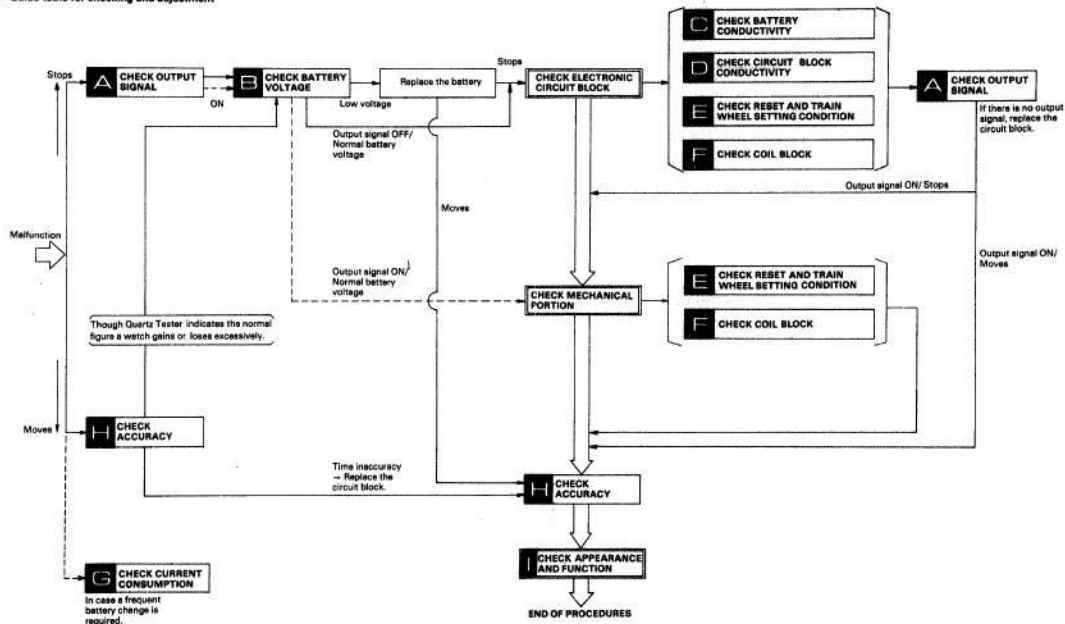 Guide table for checking and adjustment
Stops
A CHECK OUTPUT
SIGNAL
ON
B CHECK BATTERY
VOLTAGE
Low voltage
Replace the battery
Stops
Output signal OFF/
Normal battery
voltage
CHECK ELECTRONIC
CIRCUIT BLOCK
C CHECK BATTERY
CONDUCTIVITY
D CHECK CIRCUIT BLOCK
CONDUCTIVITY
E CHECK RESET AND TRAIN
WHEEL SETTING CONDITION
F CHECK COIL BLOCK
A CHECK OUTPUT
SIGNAL
If there is no output
signal, replace the
circuit block.
Output signal ON/ Stops
Moves
Malfunction
Output signal ON/
Normal battery
voltage
Output signal ON/
Moves
CHECK MECHANICAL
PORTION
E CHECK RESET AND TRAIN
WHEEL SETTING CONDITION
F CHECK COIL BLOCK
Though Quartz Tester indicates the normal
figure a watch gains or loses excessively.
Moves
H CHECK
ACCURACY
Time inaccuracy
→ Replace the
circuit block.
H CHECK
ACCURACY
G CHECK CURRENT
CONSUMPTION
In case a frequent
battery change is
required.
I CHECK APPEARANCE
AND FUNCTION
END OF PROCEDURES